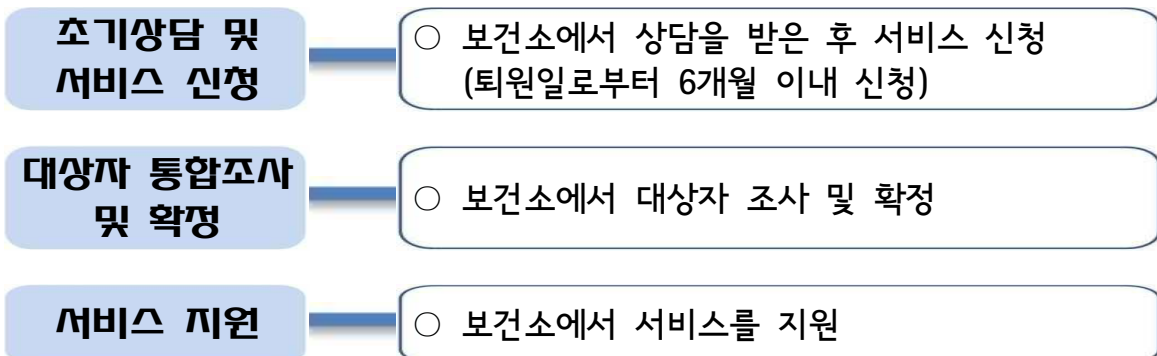 초기상담 및
서비스 신청
○ 보건소에서 상담을 받은 후 서비스 신청
(퇴원일로부터 6개월 이내 신청)
대상자 통합조사
및 확정
○ 보건소에서 대상자 조사 및 확정
서비스 지원
○ 보건소에서 서비스를 지원